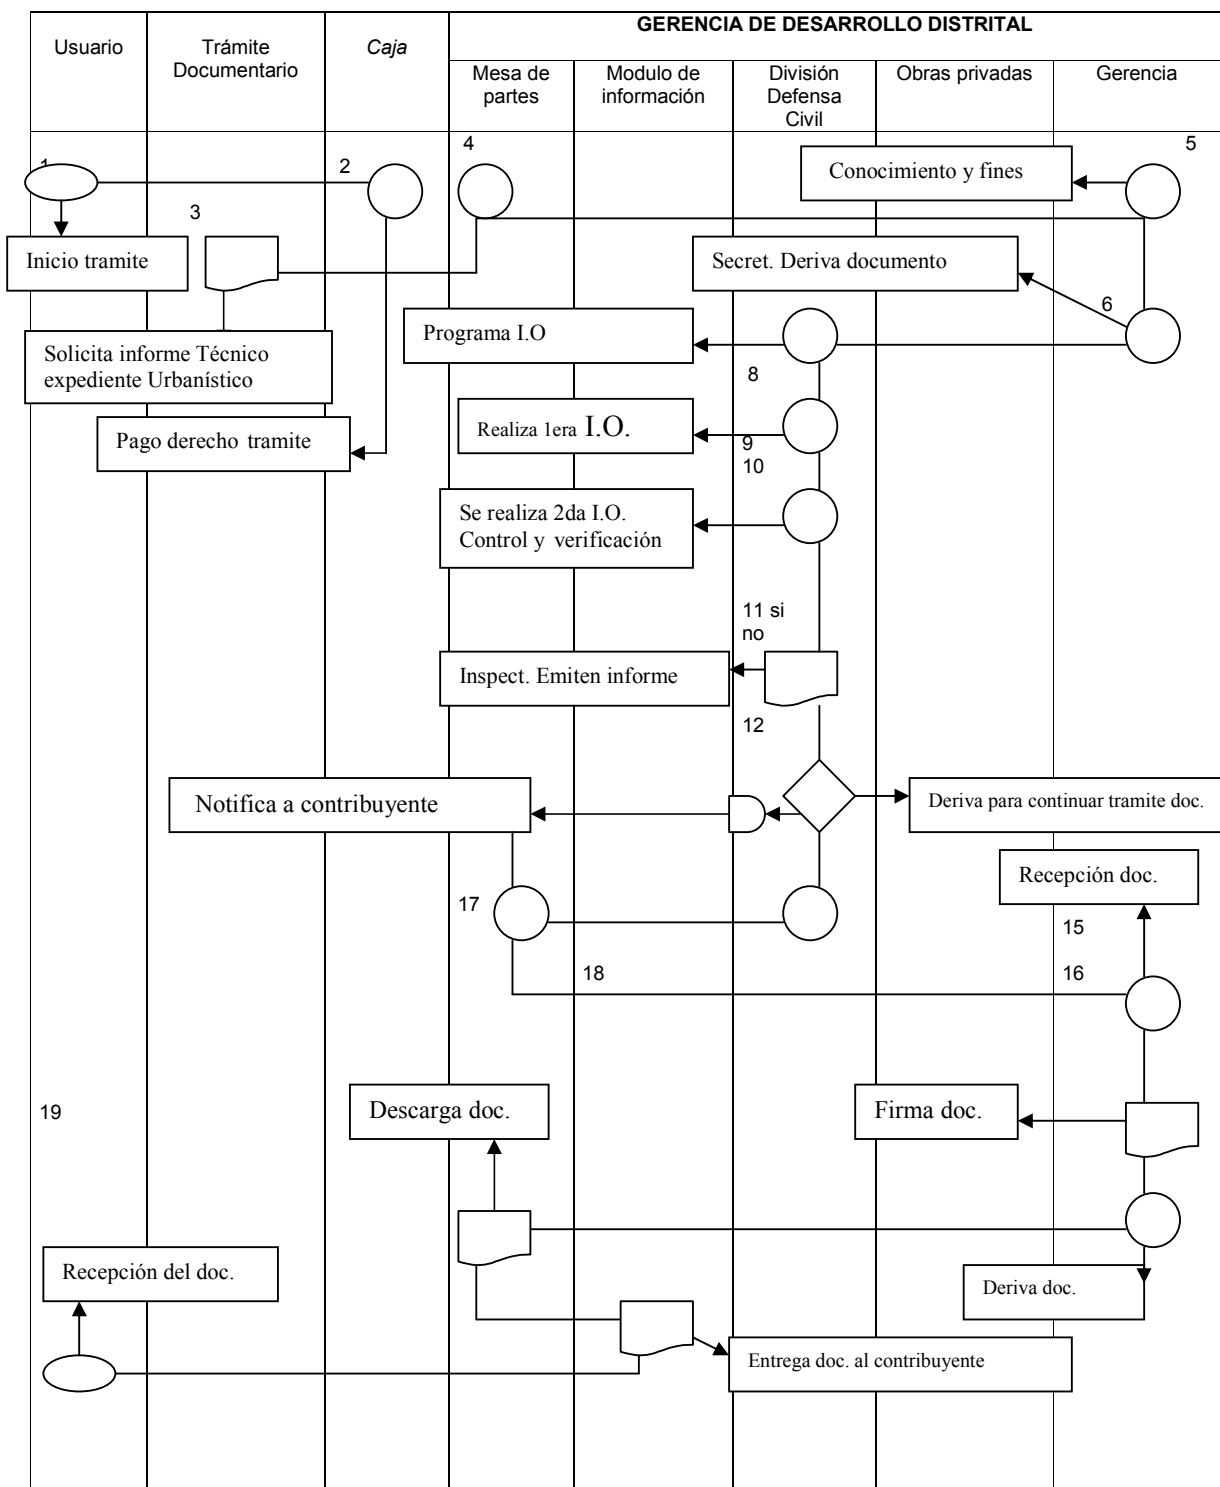 GERENCIA DE DESARROLLO DISTRITAL
Usuario
Trámite
Documentario
Caja
Mesa de
partes
Modulo de
información
División
Defensa
Civil
Obras privadas
Gerencia
1
2
3
4
5
Conocimiento y fines
Inicio tramite
Secret. Deriva documento
6
Programa I.O
Solicita informe Técnico
expediente Urbanístico
8
Pago derecho tramite
Realiza 1era I.O.
9
10
Se realiza 2da I.O.
Control y verificación
11 si
no
Inspect. Emiten informe
12
Notifica a contribuyente
Deriva para continuar tramite doc.
Recepción doc.
17
15
18
16
19
Descarga doc.
Firma doc.
Recepción del doc.
Deriva doc.
Entrega doc. al contribuyente